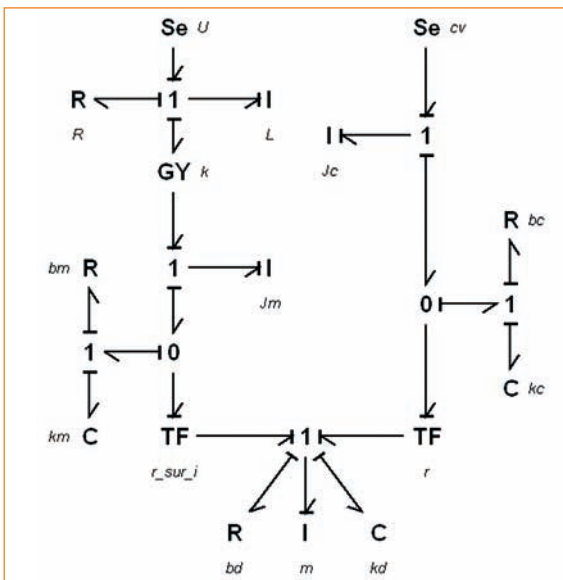 Se U Se cv
R 1 I 1
R L I
Jc
GY k
R bc
bm R 1 I
Jm 0 1
1 0
C kc
km C TF 1 TF
r_sur_i r
R I C
bd m kd